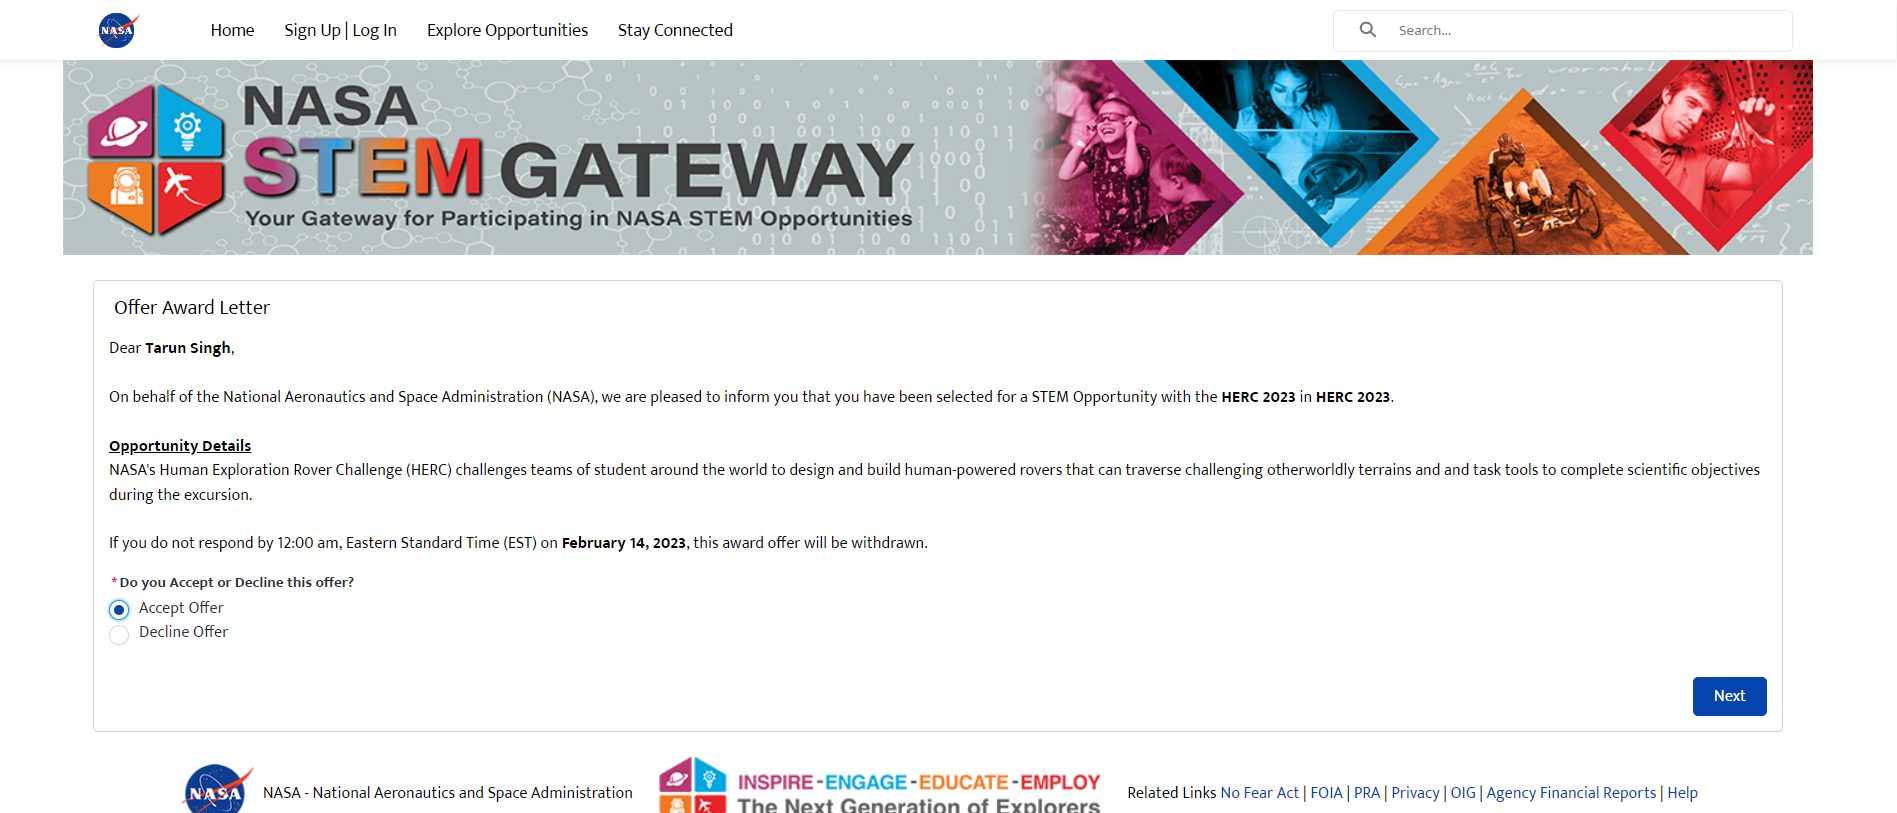 NASA Home Sign Up | Log In Explore Opportunities Stay Connected Search...
NASA
STEM GATEWAY
Your Gateway for Participating in NASA STEM Opportunities
Offer Award Letter
Dear Tarun Singh,
On behalf of the National Aeronautics and Space Administration (NASA), we are pleased to inform you that you have been selected for a STEM Opportunity with the HERC 2023 in HERC 2023.
Opportunity Details
NASA's Human Exploration Rover Challenge (HERC) challenges teams of student around the world to design and build human-powered rovers that can traverse challenging otherworldly terrains and and task tools to complete scientific objectives
during the excursion.
If you do not respond by 12:00 am, Eastern Standard Time (EST) on February 14, 2023, this award offer will be withdrawn.
*Do you Accept or Decline this offer?
Accept Offer
Decline Offer
Next
NASA NASA - National Aeronautics and Space Administration
INSPIRE - ENGAGE - EDUCATE - EMPLOY
The Next Generation of Explorers
Related Links No Fear Act | FOIA | PRA | Privacy | OIG | Agency Financial Reports | Help